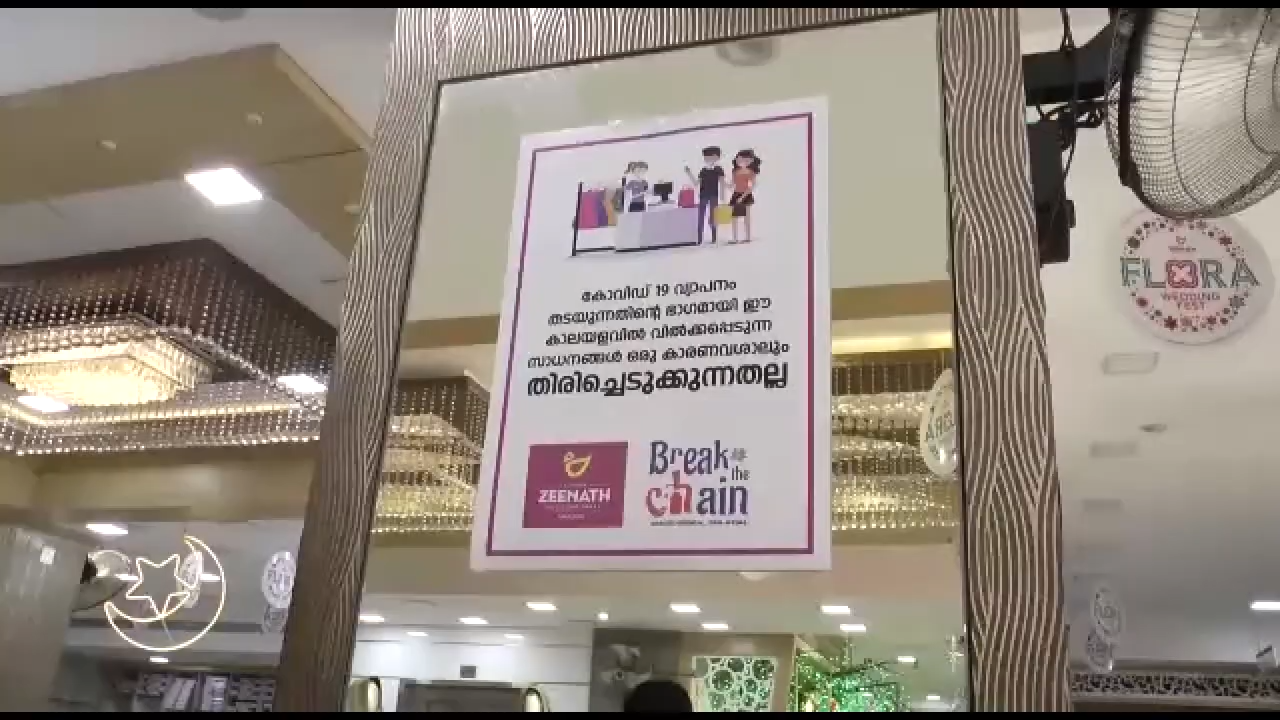 കോവിഡ് 19 വ്യാപനം
തടയുന്നതിന്റെ ഭാഗമായി ഈ
കാലയളവിൽ വിൽക്കപ്പെടുന്ന
സാധനങ്ങൾ ഒരു കാരണവശാലും
തിരിച്ചെടുക്കുന്നതല്ല
ZEENATH
Break
the
chain
FLORA
WEDDING
FEST